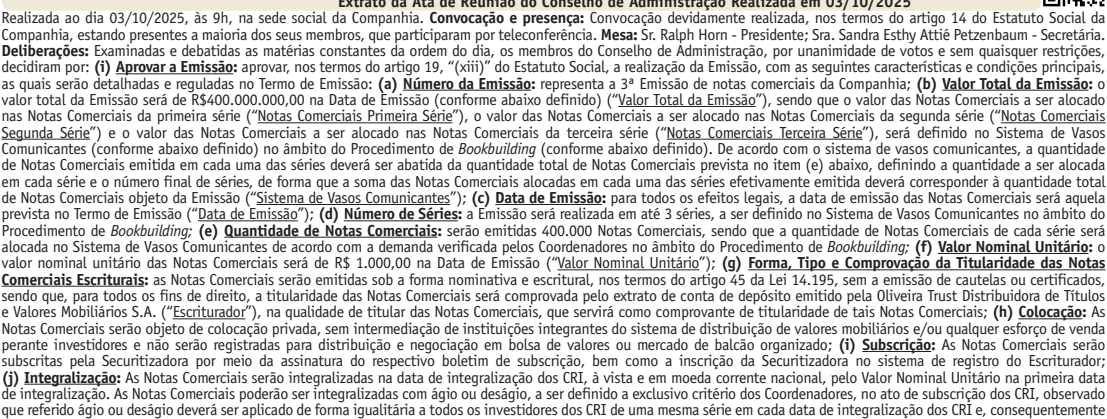 Extrato da Ata de Reunião do Conselho de Administração Realizada em 03/10/2025
Realizada ao dia 03/10/2025, às 9h, na sede social da Companhia. Convocação e presença: Convocação devidamente realizada, nos termos do artigo 14 do Estatuto Social da
Companhia, estando presentes a maioria dos seus membros, que participaram por teleconferência. Mesa: Sr. Ralph Horn - Presidente; Sra. Sandra Esthy Attié Petzenbaum - Secretária.
Deliberações: Examinadas e debatidas as matérias constantes da ordem do dia, os membros do Conselho de Administração, por unanimidade de votos e sem quaisquer restrições,
decidiram por: (i) Aprovar a Emissão: aprovar, nos termos do artigo 19, “(xiii” do Estatuto Social, a realização da Emissão, com as seguintes características e condições principais,
as quais serão detalhadas e reguladas no Termo de Emissão: (a) Número da Emissão: representa a 3ª Emissão de notas comerciais da Companhia; (b) Valor Total da Emissão: o
valor total da Emissão será de R$400.000.000,00 na Data de Emissão (conforme abaixo definido) (“Valor Total da Emissão”), sendo que o valor das Notas Comerciais a ser alocado
nas Notas Comerciais da primeira série (“Notas Comerciais Primeira Série”), o valor das Notas Comerciais a ser alocado nas Notas Comerciais da segunda série (“Notas Comerciais
Segunda Série”) e o valor das Notas Comerciais a ser alocado nas Notas Comerciais da terceira série (“Notas Comerciais Terceira Série”), será definido no Sistema de Vasos
Comunicantes (conforme abaixo definido) no âmbito do Procedimento de Bookbuilding (conforme abaixo definido). De acordo com o sistema de vasos comunicantes, a quantidade
de Notas Comerciais emitida em cada uma das séries deverá ser abatida da quantidade total de Notas Comerciais prevista no item (e) abaixo, definindo a quantidade a ser alocada
em cada série e o número final de séries, de forma que a soma das Notas Comerciais alocadas em cada uma das séries efetivamente emitida deverá corresponder à quantidade total
de Notas Comerciais objeto da Emissão (“Sistema de Vasos Comunicantes”); (c) Data de Emissão: para todos os efeitos legais, a data de emissão das Notas Comerciais será aquela
prevista no Termo de Emissão (“Data de Emissão”); (d) Número de Séries: a Emissão será realizada em até 3 séries, a ser definido no Sistema de Vasos Comunicantes no âmbito do
Procedimento de Bookbuilding; (e) Quantidade de Notas Comerciais: serão emitidas 400.000 Notas Comerciais, sendo que a quantidade de Notas Comerciais de cada série será
alocada no Sistema de Vasos Comunicantes de acordo com a demanda verificada pelos Coordenadores no âmbito do Procedimento de Bookbuilding; (f) Valor Nominal Unitário: o
valor nominal unitário das Notas Comerciais será de R$ 1.000,00 na Data de Emissão (“Valor Nominal Unitário”); (g) Forma, Tipo e Comprovação da Titularidade das Notas
Comerciais Escriturais: as Notas Comerciais serão emitidas sob a forma nominativa e escritural, nos termos do artigo 45 da Lei 14.195, sem a emissão de cautelas ou certificados,
sendo que, para todos os fins de direito, a titularidade das Notas Comerciais será comprovada pelo extrato de conta de depósito emitido pela Oliveira Trust Distribuidora de Títulos
e Valores Mobiliários S.A. (“Escriturador”), na qualidade de titular das Notas Comerciais, que servirá como comprovante de titularidade de tais Notas Comerciais; (h) Colocação: As
Notas Comerciais serão objeto de colocação privada, sem intermediação de instituições integrantes do sistema de distribuição de valores mobiliários e/ou qualquer esforço de venda
perante investidores e não serão registradas para distribuição e negociação em bolsa de valores ou mercado de balcão organizado; (i) Subscrição: As Notas Comerciais serão
subscritas pela Securitizadora por meio da assinatura do respectivo boletim de subscrição, bem como a inscrição da Securitizadora no sistema de registro do Escriturador;
(j) Integralização: As Notas Comerciais serão integralizadas na data de integralização dos CRI, à vista e em moeda corrente nacional, pelo Valor Nominal Unitário na primeira data
de integralização. As Notas Comerciais poderão ser integralizadas com ágio ou deságio, a ser definido a exclusivo critério dos Coordenadores, no ato de subscrição dos CRI, observado
que referido ágio ou deságio deverá ser aplicado de forma igualitária a todos os investidores dos CRI de uma mesma série em cada data de integralização dos CRI e, consequentemente